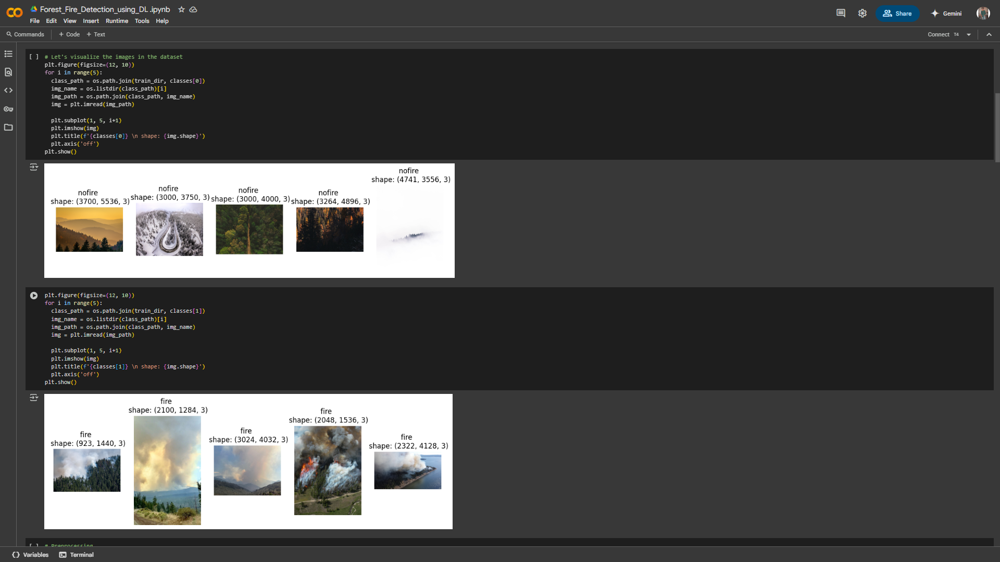 Forest_Fire_Detection_using_DL .ipynb
File Edit View Insert Runtime Tools Help
Share
Gemini
Commands
+ Code
+ Text
Connect T4
[ ]
# Let's visualize the images in the dataset
plt.figure(figsize=(12, 10))
for i in range(5):
  class_path = os.path.join(train_dir, classes[0])
  img_name = os.listdir(class_path)[i]
  img_path = os.path.join(class_path, img_name)
  img = plt.imread(img_path)
  plt.subplot(1, 5, i+1)
  plt.imshow(img)
  plt.title(f'{classes[0]} \n shape: {img.shape}')
  plt.axis('off')
plt.show()
nofire
shape: (3700, 5536, 3)
nofire
shape: (3000, 3750, 3)
nofire
shape: (3000, 4000, 3)
nofire
shape: (3264, 4896, 3)
nofire
shape: (4741, 3556, 3)
plt.figure(figsize=(12, 10))
for i in range(5):
  class_path = os.path.join(train_dir, classes[1])
  img_name = os.listdir(class_path)[i]
  img_path = os.path.join(class_path, img_name)
  img = plt.imread(img_path)
  plt.subplot(1, 5, i+1)
  plt.imshow(img)
  plt.title(f'{classes[1]} \n shape: {img.shape}')
  plt.axis('off')
plt.show()
fire
shape: (923, 1440, 3)
fire
shape: (2100, 1284, 3)
fire
shape: (3024, 4032, 3)
fire
shape: (2048, 1536, 3)
fire
shape: (2322, 4128, 3)
[ ]
# Preprocessing
Variables
Terminal